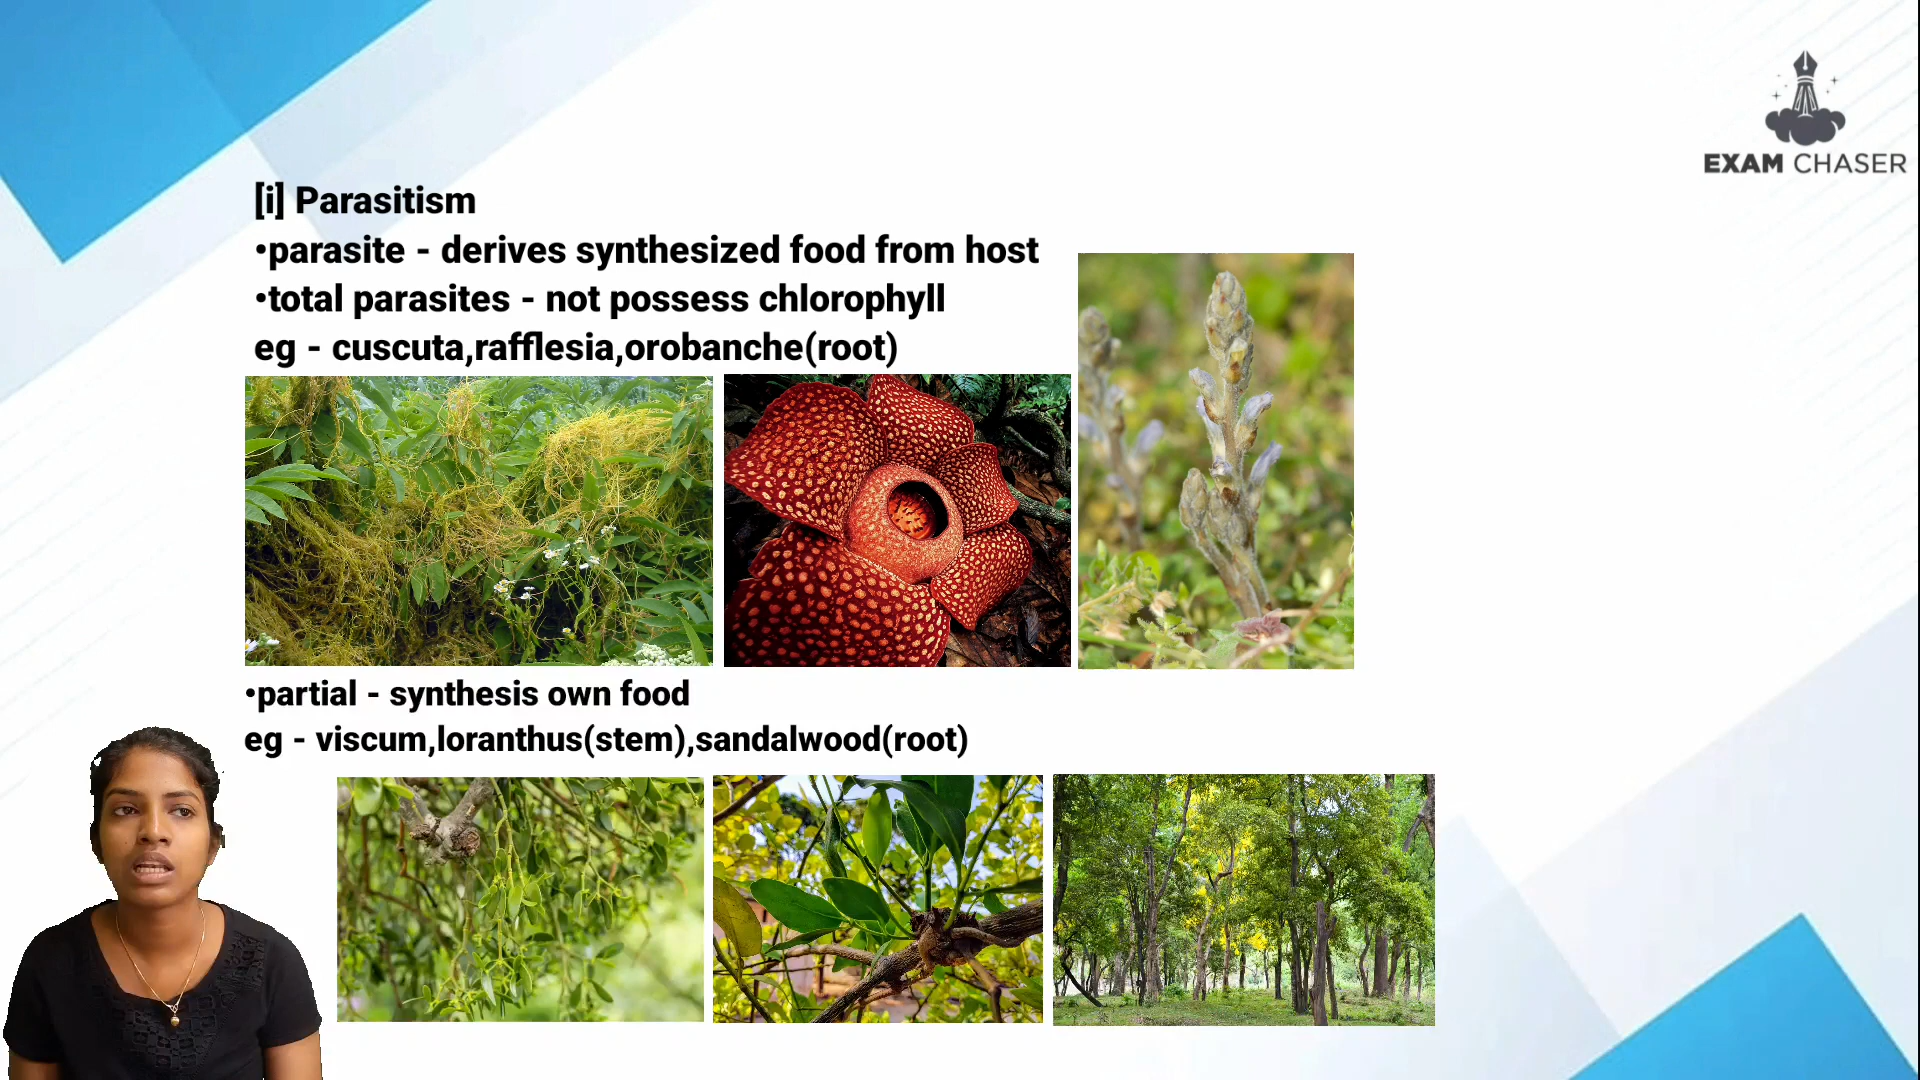 EXAM CHASER
[i] Parasitism
•parasite - derives synthesized food from host
•total parasites - not possess chlorophyll
eg - cuscuta,rafflesia,orobanche(root)
•partial - synthesis own food
eg - viscum,loranthus(stem),sandalwood(root)